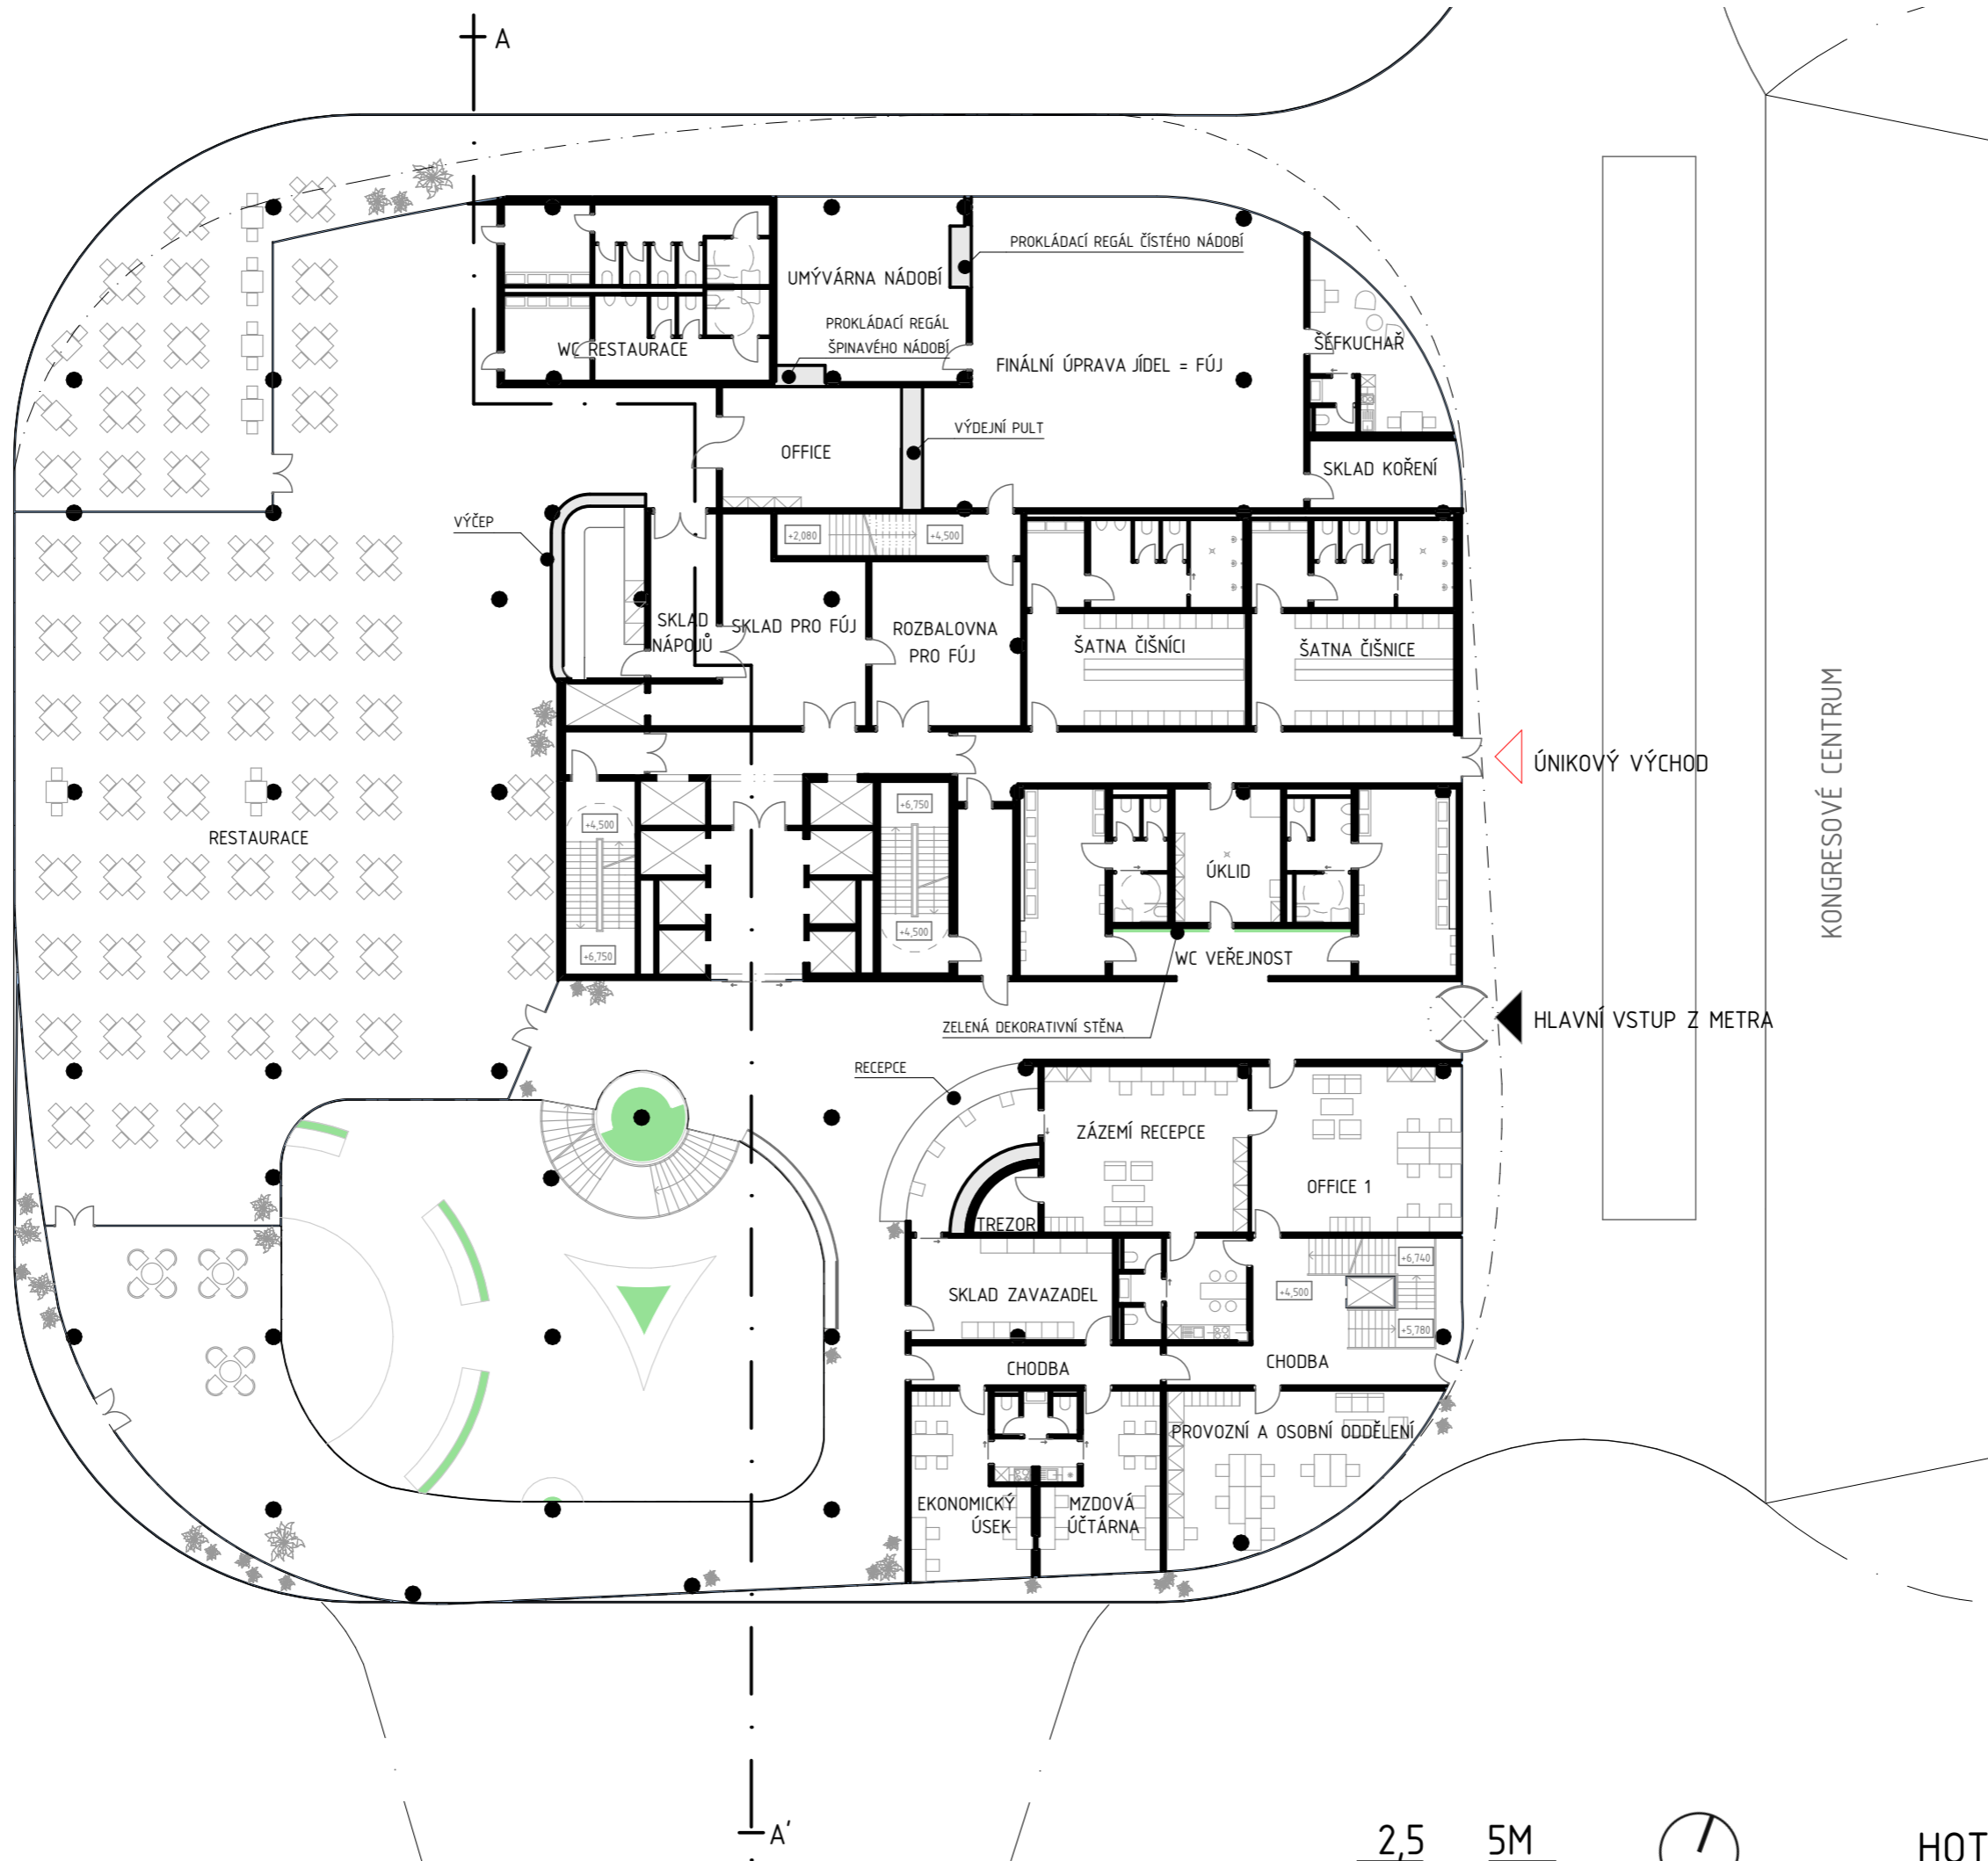 A
PROKLÁDACÍ REGÁL ČÍSTÉHO NÁDOBÍ
UMÝVÁRNA NÁDOBÍ
PROKLÁDACÍ REGÁL
ŠPINAVÉHO NÁDOBÍ
WC RESTAURACE
ŠÉFKUCHAŘ
FINÁLNÍ ÚPRAVA JÍDEL = FÚJ
VÝDEJNÍ PULT
OFFICE
SKLAD KOŘENÍ
VÝČEP
+2,080
+4,500
SKLAD
NÁPOJŮ
SKLAD PRO FÚJ
ROZBALOVNA
PRO FÚJ
ŠATNA ČIŠNÍCI
ŠATNA ČIŠNICE
KONGRESOVÉ CENTRUM
ÚNIKOVÝ VÝCHOD
+6,750
+4,500
RESTAURACE
ÚKLID
+4,500
+6,750
WC VEŘEJNOST
HLAVNÍ VSTUP Z METRA
ZELENÁ DEKORATIVNÍ STĚNA
RECEPCE
ZÁZEMÍ RECEPCE
OFFICE 1
TREZOR
+6,740
SKLAD ZAVAZADEL
+4,500
+5,780
CHODBA
CHODBA
PROVOZNÍ A OSOBNÍ ODDĚLENÍ
EKONOMICKÝ
ÚSEK
MZDOVÁ
ÚČTÁRNA
A'
2,5
5M
HOT